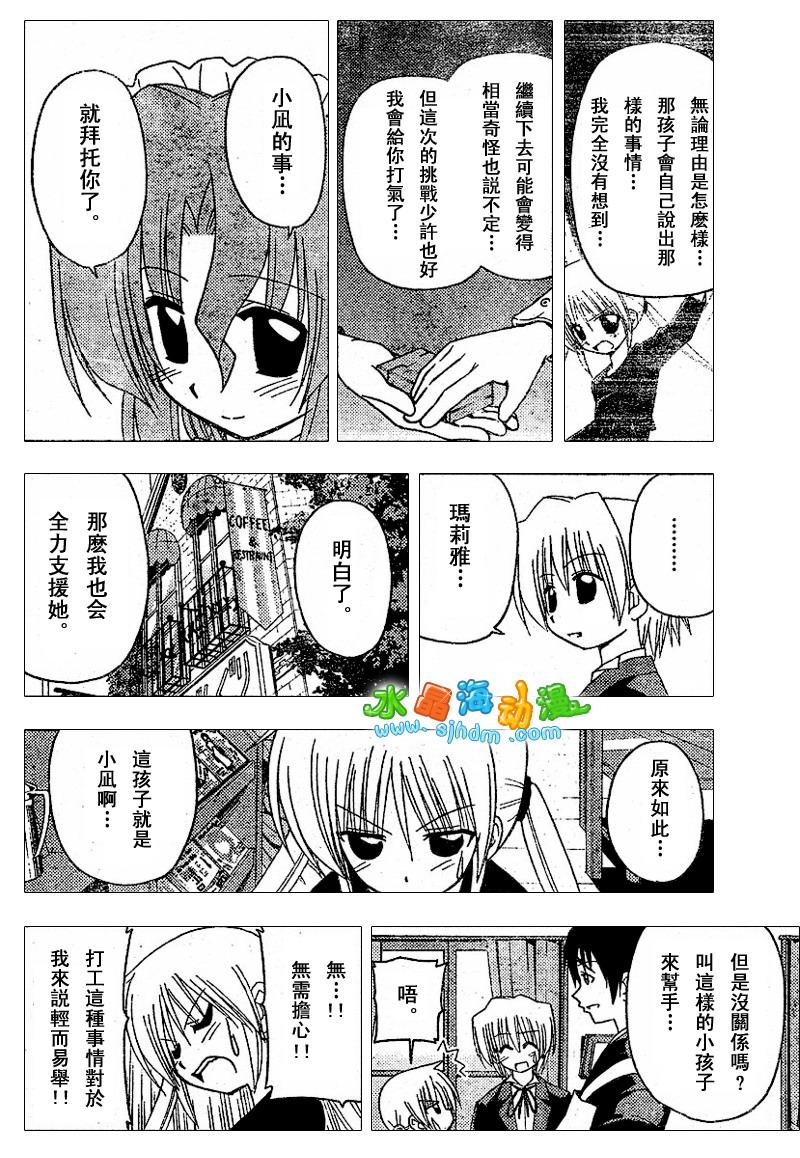 無論理由是怎麽樣…
那孩子會自己說出那
樣的事情…
我完全沒有想到…
繼續下去可能會變得
相當奇怪也說不定…
但這次的挑戰少許也好
我會給你打氣了…
小凪的事…
就拜托你了。
………
瑪莉雅…
明白了。
那麽我也会
全力支援她。
COFFEE
&
RESTRAUNT
水晶海动漫
www.sjhdm.com
原來如此…
這孩子就是
小凪啊…
但是沒關係嗎?
叫這樣的小孩子
來幫手…
唔。
無…!!
無需擔心!!
打工這種事情對於
我來說輕而易舉!!